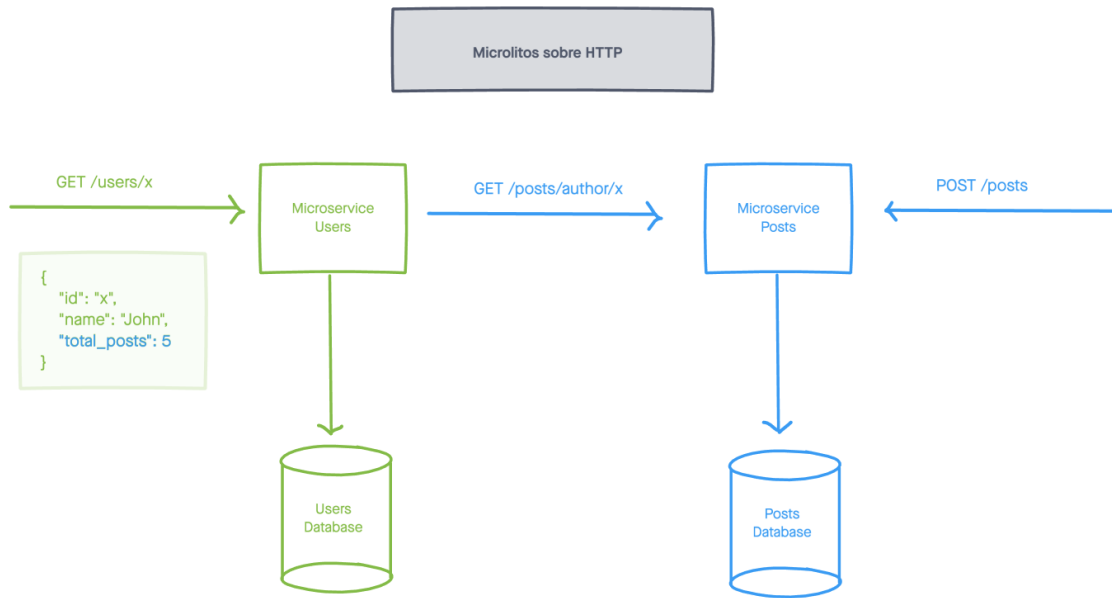 Microlitos sobre HTTP
GET /users/x
Microservice
Users
GET /posts/author/x
Microservice
Posts
POST /posts
{
"id": "x",
"name": "John",
"total_posts": 5
}
Users
Database
Posts
Database